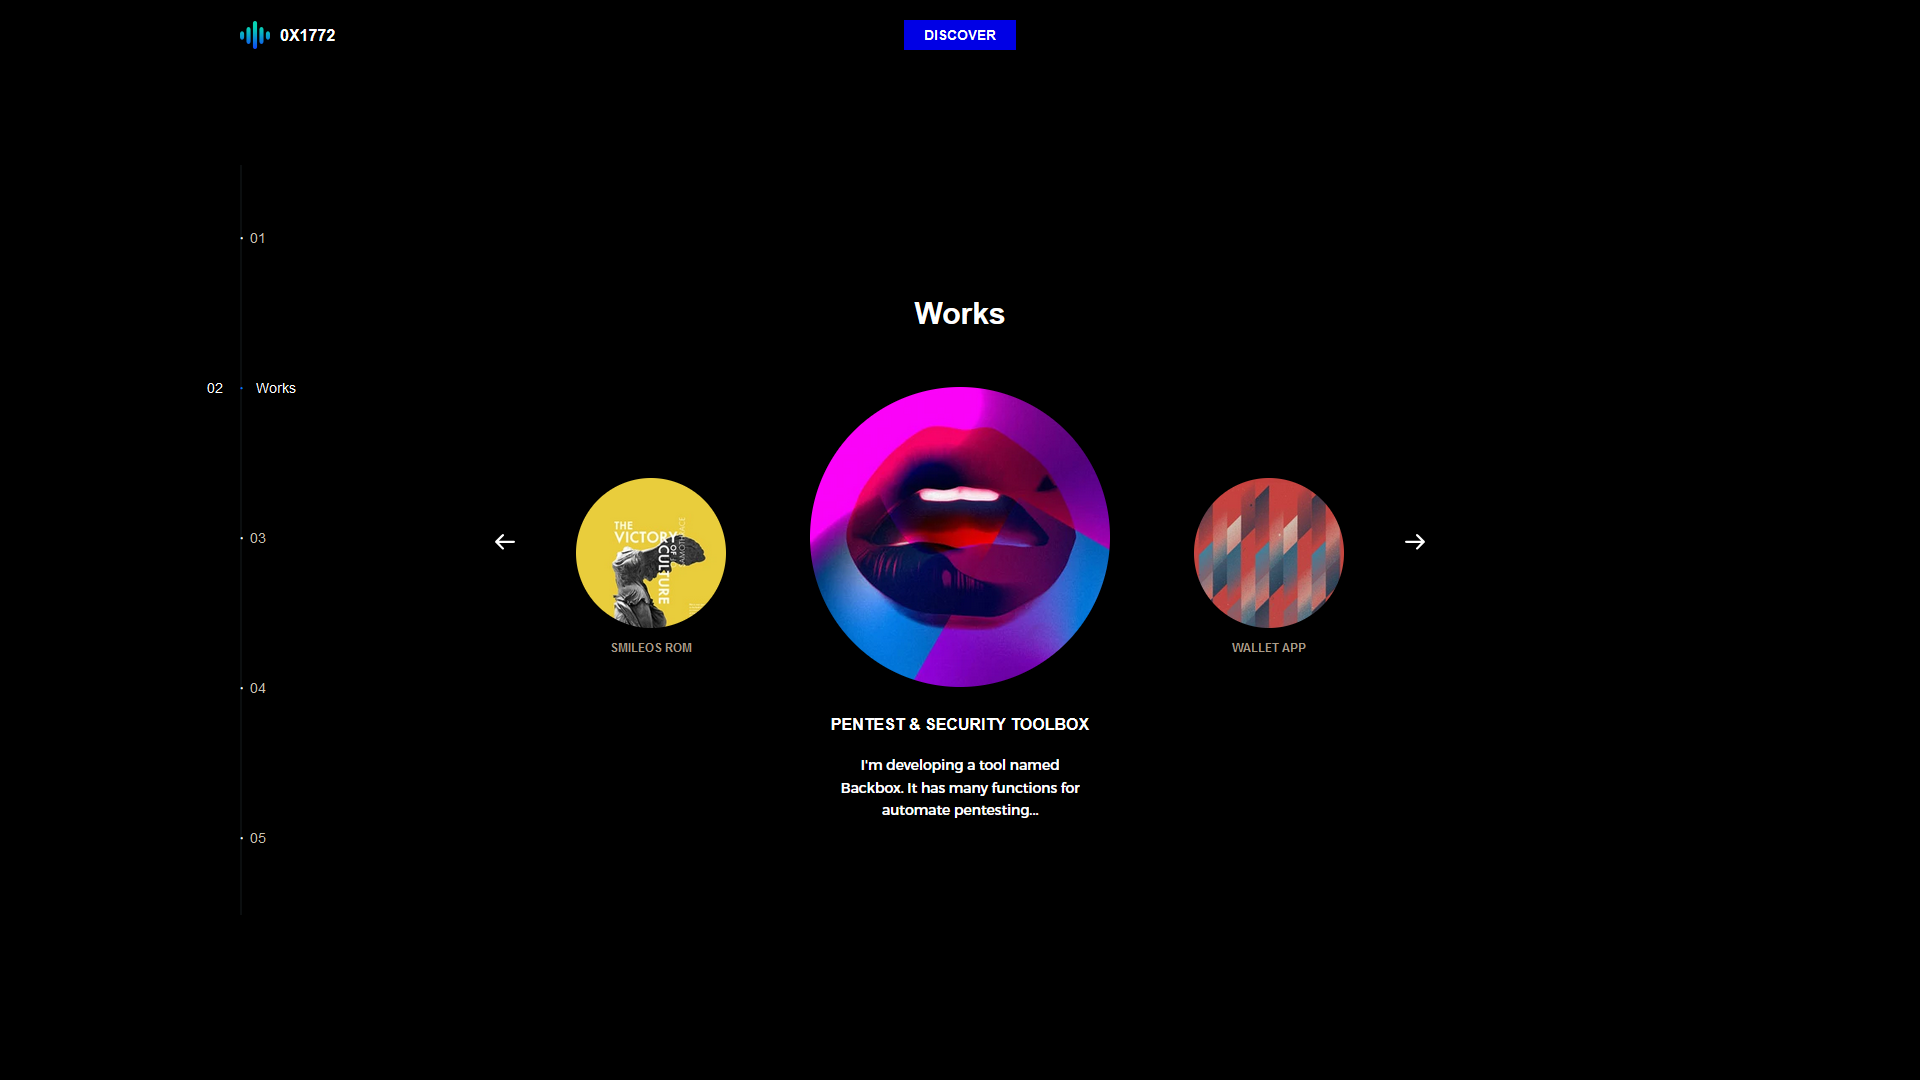 0X1772
DISCOVER
01
Works
02 Works
03
THE
VICTORY
OF
CULTURE
SMILEOS ROM
WALLET APP
04
PENTEST & SECURITY TOOLBOX
I'm developing a tool named
Backbox. It has many functions for
automate pentesting...
05